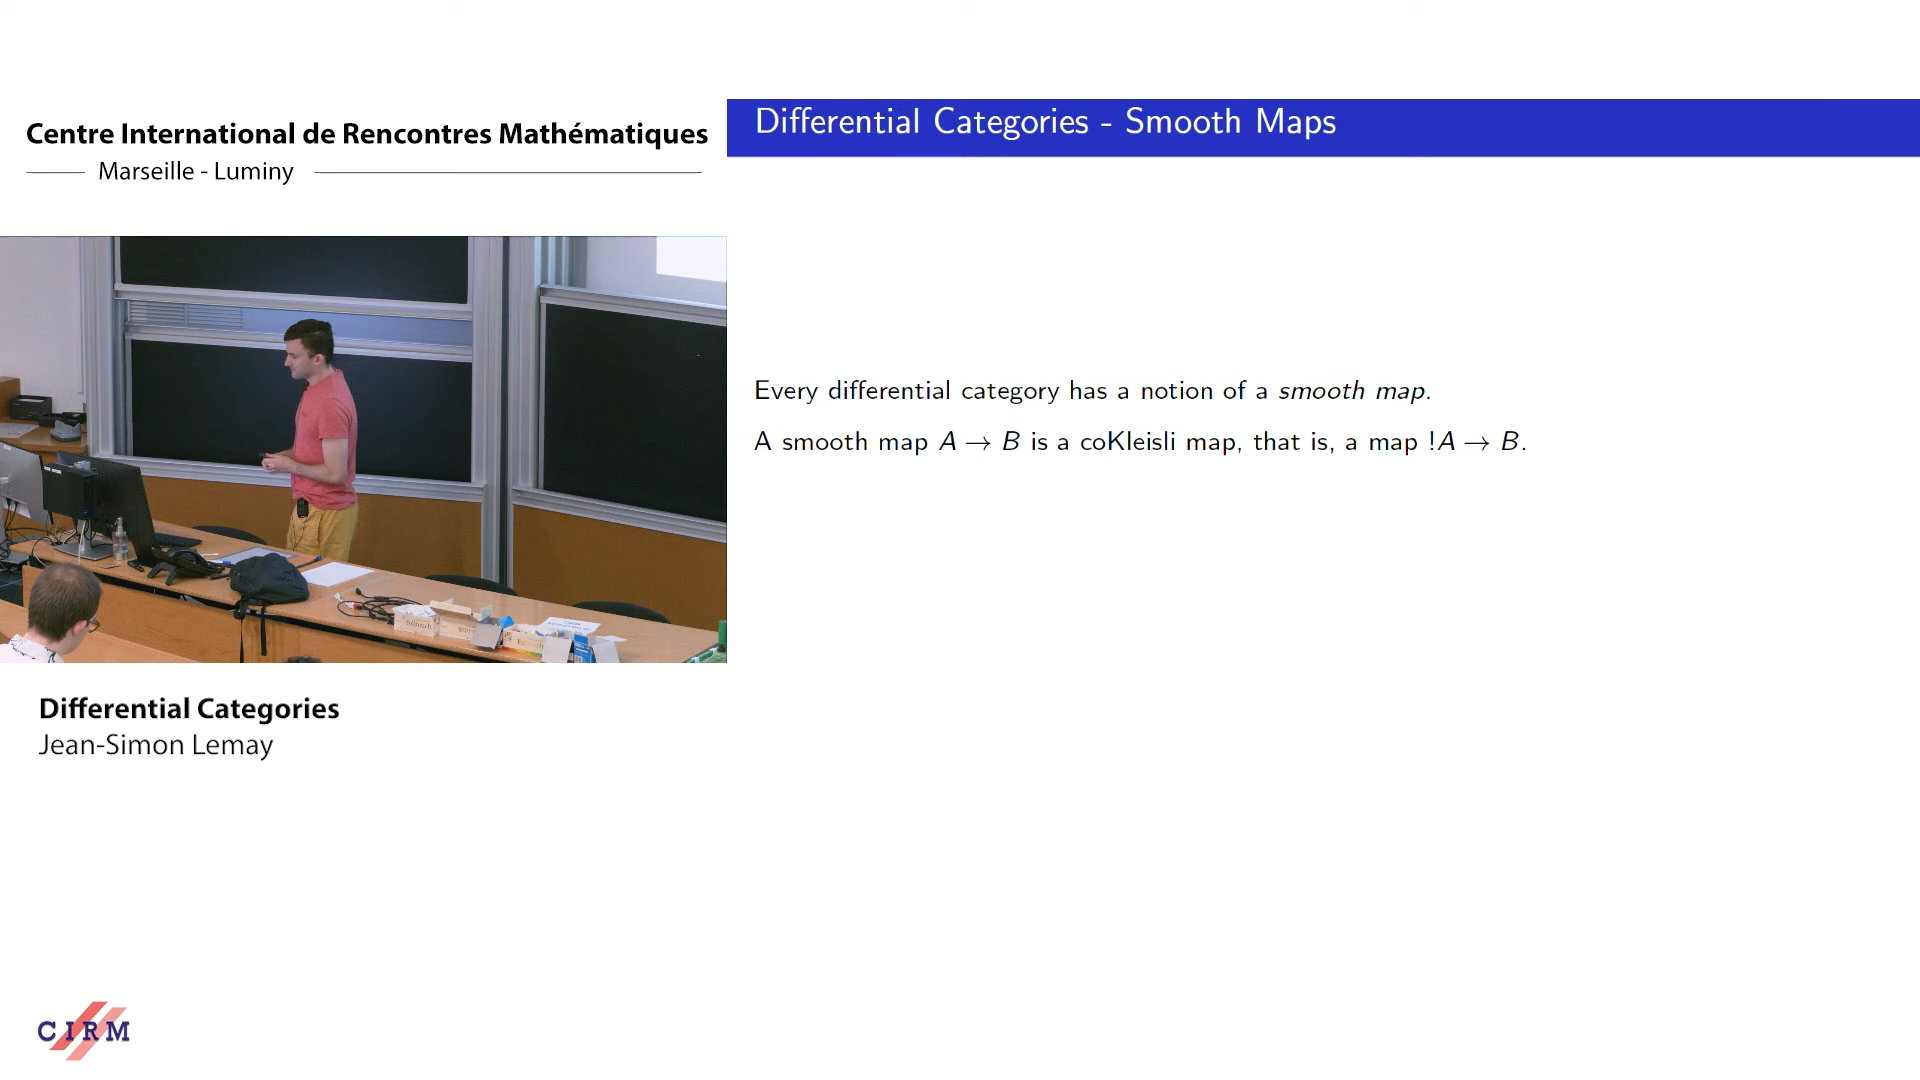 Centre International de Rencontres Mathématiques
Marseille - Luminy
Differential Categories - Smooth Maps
Every differential category has a notion of a smooth map.
A smooth map A → B is a coKleisli map, that is, a map !A → B.
Differential Categories
Jean-Simon Lemay
CIRM